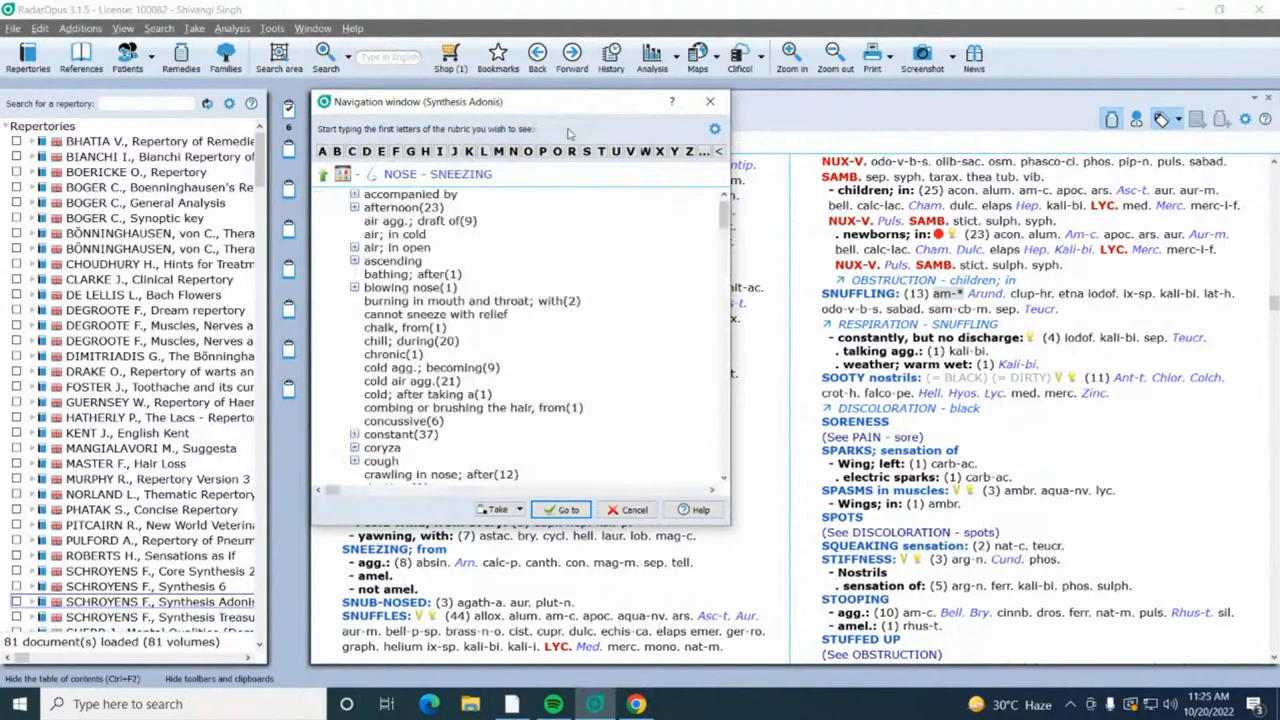 RadarOpus 3.1.5 - License: 100082 - Shivangi Singh
File Edit Additions View Search Take Analysis Tools Window Help
Repertories References Patients Remedies Families Search area Search Type in English Shop (1) Bookmarks Back Forward History Analysis Maps Clificol Zoom in Zoom out Print Screenshot News
Search for a repertory:
Repertories
BHATIA V., Repertory of Remedie
BIANCHI I., Bianchi Repertory of
BOERICKE O., Repertory
BOGER C., Boenninghausen's Rep
BOGER C., General Analysis
BOGER C., Synoptic key
BÖNNINGHAUSEN, von C., Thera
BÖNNINGHAUSEN, von C., Thera
CHOUDHURY H., Hints for Treatm
CLARKE J., Clinical Repertory
DE LELLIS L., Bach Flowers
DEGROOTE F., Dream repertory
DEGROOTE F., Muscles, Nerves a
DEGROOTE F., Muscles, Nerves a
DIMITRIADIS G., The Bönningha
DRAKE O., Repertory of warts an
FOSTER J., Toothache and its cur
GUERNSEY W., Repertory of Haen
HATHERLY P., The Lacs - Reperto
KENT J., English Kent
MANGIALAVORI M., Suggesta
MASTER F., Hair Loss
MURPHY R., Repertory Version 3
NORLAND L., Thematic Repertory
PHATAK S., Concise Repertory
PITCAIRN R., New World Veterina
PULFORD A., Repertory of Pneum
ROBERTS H., Sensations as if
SCHROYENS F., Core Synthesis 2
SCHROYENS F., Synthesis 6
SCHROYENS F., Synthesis Adonis
SCHROYENS F., Synthesis Treasu
81 document(s) loaded (81 volumes)
6
Navigation window (Synthesis Adonis)
Start typing the first letters of the rubric you wish to see:
A B C D E F G H I J K L M N O P Q R S T U V W X Y Z ... <
- NOSE - SNEEZING
accompanied by
afternoon(23)
air agg.; draft of(9)
air; in cold
air; in open
ascending
bathing; after(1)
blowing nose(1)
burning in mouth and throat; with(2)
cannot sneeze with relief
chalk, from(1)
chill; during(20)
chronic(1)
cold agg.; becoming(9)
cold air agg.(21)
cold; after taking a(1)
combing or brushing the hair, from(1)
concussive(6)
constant(37)
coryza
cough
crawling in nose; after(12)
Take Go to Cancel Help
- yawning, with: (7) astac. bry. cycl. hell. laur. lob. mag-c.
SNEEZING; from
- agg.: (8) absin. Arn. calc-p. canth. con. mag-m. sep. tell.
- amel.
- not amel.
SNUB-NOSED: (3) agath-a. aur. plut-n.
SNUFFLES: (44) allox. alum. am-c. apoc. aqua-nv. ars. Asc-t. Aur.
aur-m. bell-p-sp. brass-n-o. cist. cupr. dulc. echis-ca. elaps emer. ger-ro.
graph. helium ix-sp. kali-bi. kali-i. LYC. Med. merc. mono. nat-m.
NUX-V. odo-v-b-s. olib-sac. osm. phasco-ci. phos. pip-n. puls. sabad.
SAMB. sep. syph. tarax. thea tub. vib.
- children; in: (25) acon. alum. am-c. apoc. ars. Asc-t. aur. aur-m.
bell. calc-lac. Cham. dulc. elaps Hep. kali-bi. LYC. med. Merc. merc-i-f.
NUX-V. Puls. SAMB. stict. sulph. syph.
. newborns; in: (23) acon. alum. Am-c. apoc. ars. aur. Aur-m.
bell. calc-lac. Cham. Dulc. elaps Hep. Kali-bi. LYC. Med. Merc. merc-i-f.
NUX-V. Puls. SAMB. stict. sulph. syph.
OBSTRUCTION - children; in
SNUFFLING: (13) am-* Arund. clup-hr. etna Iodof. ix-sp. kali-bi. lat-h.
odo-v-b-s. sabad. sam-cb-m. sep. Teucr.
RESPIRATION - SNUFFLING
- constantly, but no discharge: (4) Iodof. kali-bi. sep. Teucr.
. talking agg.: (1) kali-bi.
. weather; warm wet: (1) Kali-bi.
SOOTY nostrils: (= BLACK) (= DIRTY) (11) Ant-t. Chlor. Colch.
crot-h. falco-pe. Hell. Hyos. Lyc. med. merc. Zinc.
DISCOLORATION - black
SORENESS
(See PAIN - sore)
SPARKS; sensation of
- Wing; left: (1) carb-ac.
. electric sparks: (1) carb-ac.
SPASMS in muscles: (3) ambr. aqua-nv. lyc.
- Wings; in: (1) ambr.
SPOTS
(See DISCOLORATION - spots)
SQUEAKING sensation: (2) nat-c. teucr.
STIFFNESS: (3) arg-n. Cund. phos.
- Nostrils
. sensation of: (5) arg-n. ferr. kali-bi. phos. sulph.
STOOPING
- agg.: (10) am-c. Bell. Bry. cinnb. dros. ferr. nat-m. puls. Rhus-t. sil.
- amel.: (1) rhus-t.
STUFFED UP
(See OBSTRUCTION)
Hide the table of contents (Ctrl+F2) Hide toolbars and clipboards
Type here to search
30°C Haze
11:25 AM
10/20/2022
3